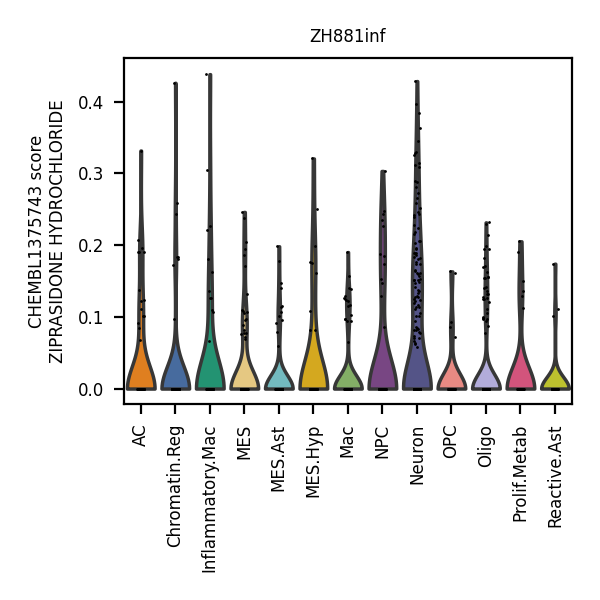 ZH881inf
CHEMBL1375743 score
ZIPRASIDONE HYDROCHLORIDE
0.4
0.3
0.2
0.1
0.0
AC
Chromatin.Reg
Inflammatory.Mac
MES
MES.Ast
MES.Hyp
Mac
NPC
Neuron
OPC
Oligo
Prolif.Metab
Reactive.Ast